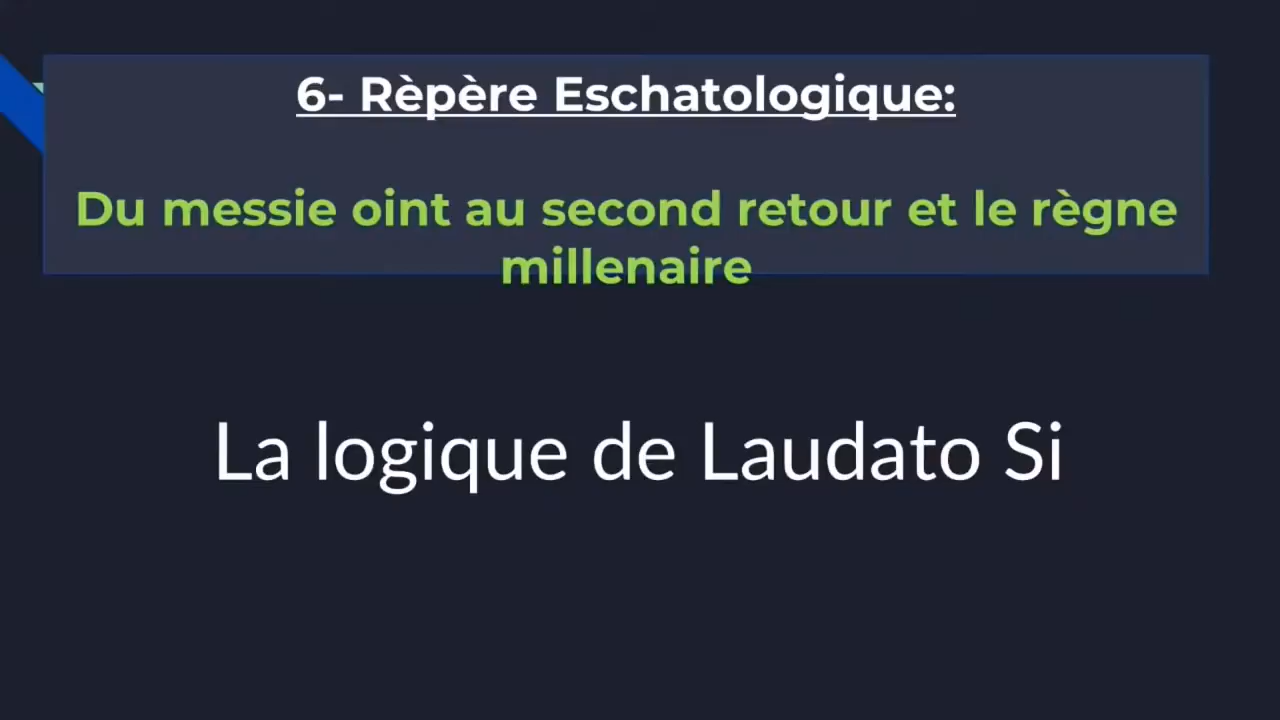 6- Rèpère Eschatologique:
Du messie oint au second retour et le règne
millenaire
La logique de Laudato Si